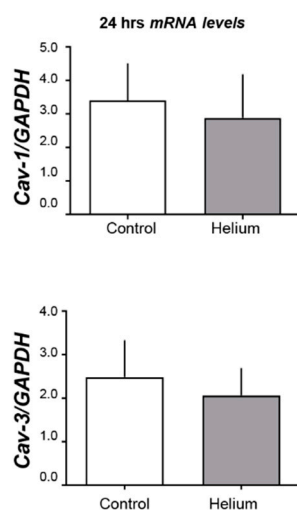 24 hrs mRNA levels
Cav-1/GAPDH
5.0
4.0
3.0
2.0
1.0
0.0
Control Helium
Cav-3/GAPDH
4.0
3.0
2.0
1.0
0.0
Control Helium